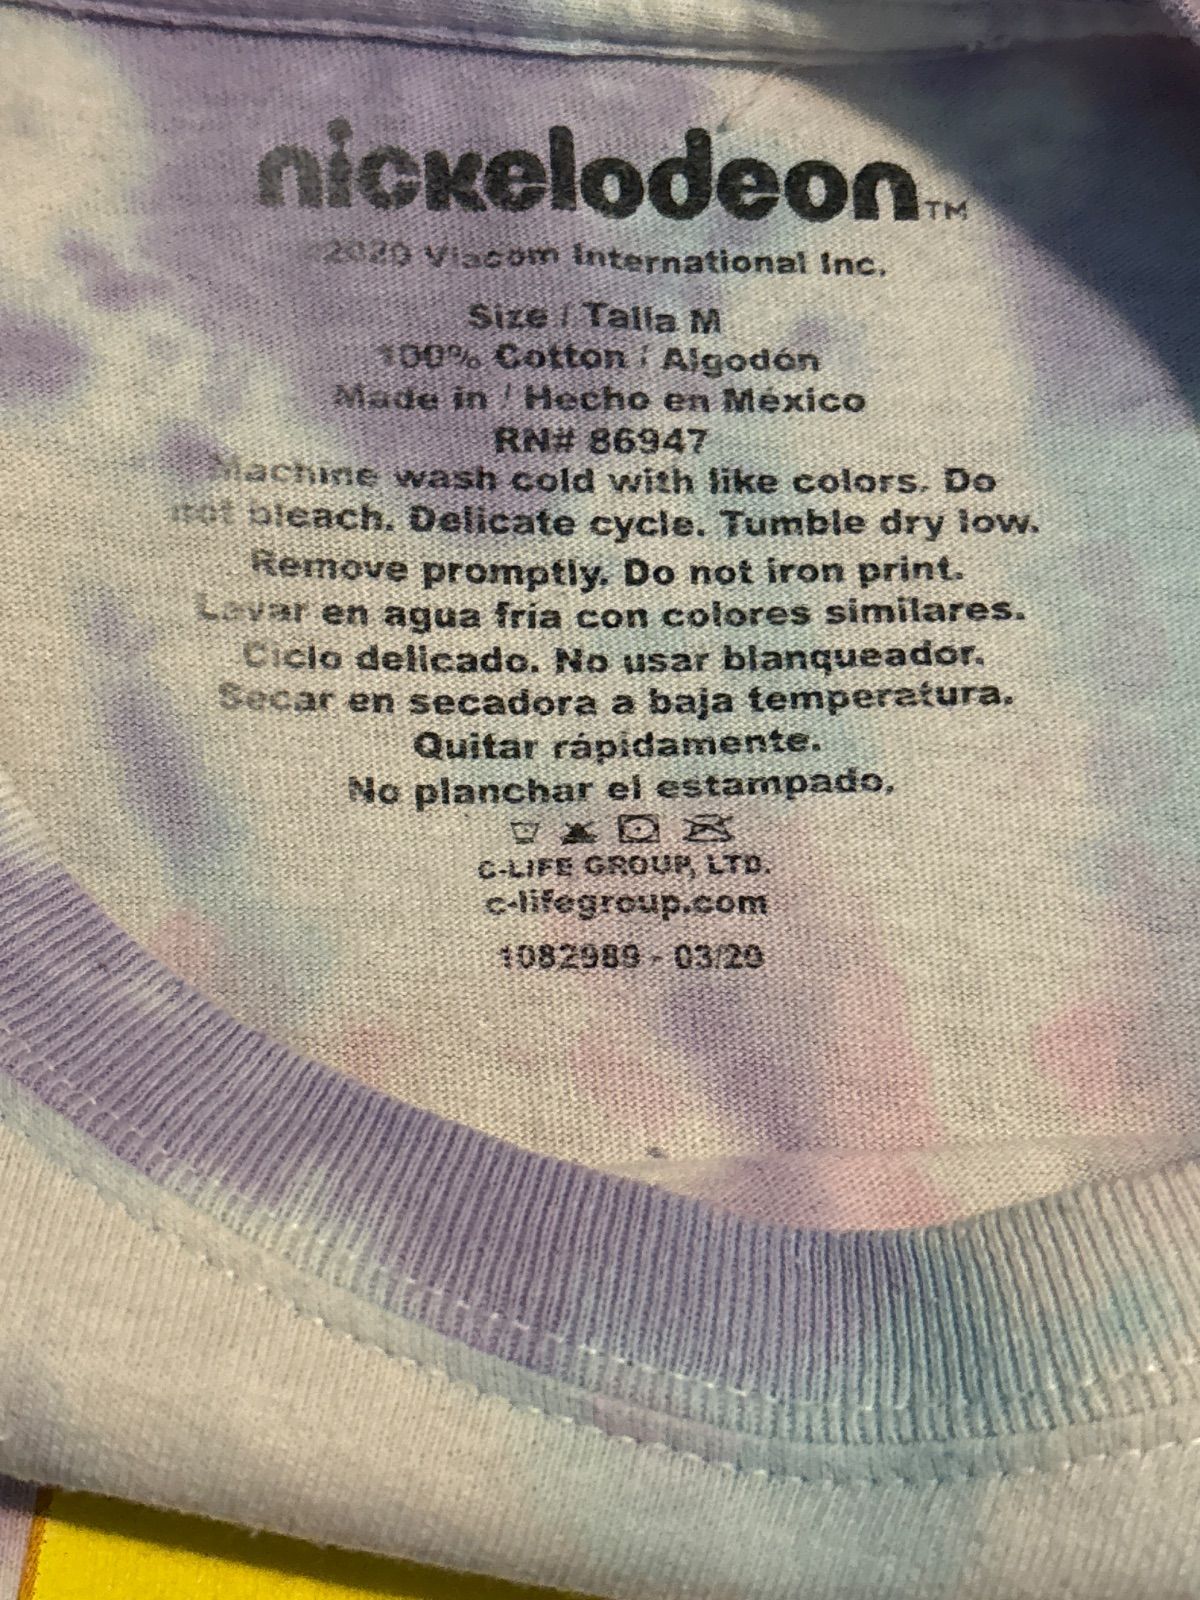 nickelodeon™
©2020 Viacom International Inc.
Size / Talla M
100% Cotton / Algodón
Made in / Hecho en México
RN# 86947
Machine wash cold with like colors. Do
not bleach. Delicate cycle. Tumble dry low.
Remove promptly. Do not iron print.
Lavar en agua fría con colores similares.
Ciclo delicado. No usar blanqueador.
Secar en secadora a baja temperatura.
Quitar rápidamente.
No planchar el estampado.
C-LIFE GROUP, LTD.
c-lifegroup.com
1082989 - 03/20